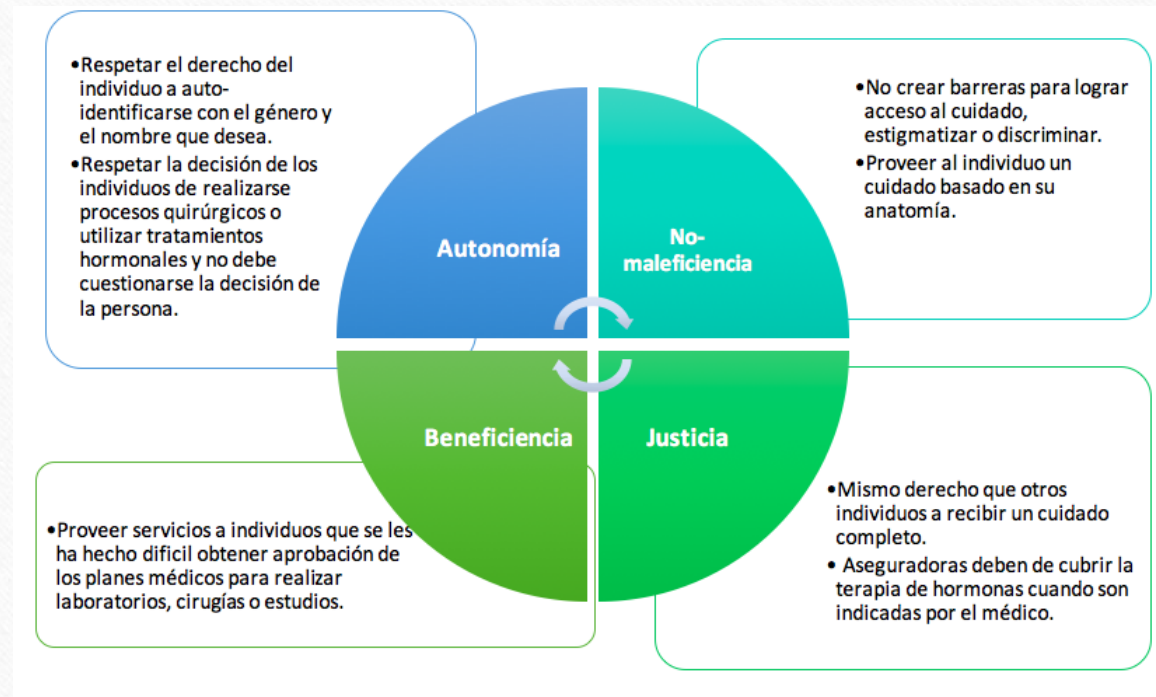 •Respetar el derecho del
individuo a auto-
identificarse con el género y
el nombre que desea.
•Respetar la decisión de los
individuos de realizarse
procesos quirúrgicos o
utilizar tratamientos
hormonales y no debe
cuestionarse la decisión de
la persona.
Autonomía
No-
maleficiencia
•No crear barreras para lograr
acceso al cuidado,
estigmatizar o discriminar.
•Proveer al individuo un
cuidado basado en su
anatomía.
Beneficiencia
Justicia
•Proveer servicios a individuos que se les
ha hecho dificil obtener aprobación de
los planes médicos para realizar
laboratorios, cirugías o estudios.
•Mismo derecho que otros
individuos a recibir un cuidado
completo.
• Aseguradoras deben de cubrir la
terapia de hormonas cuando son
indicadas por el médico.